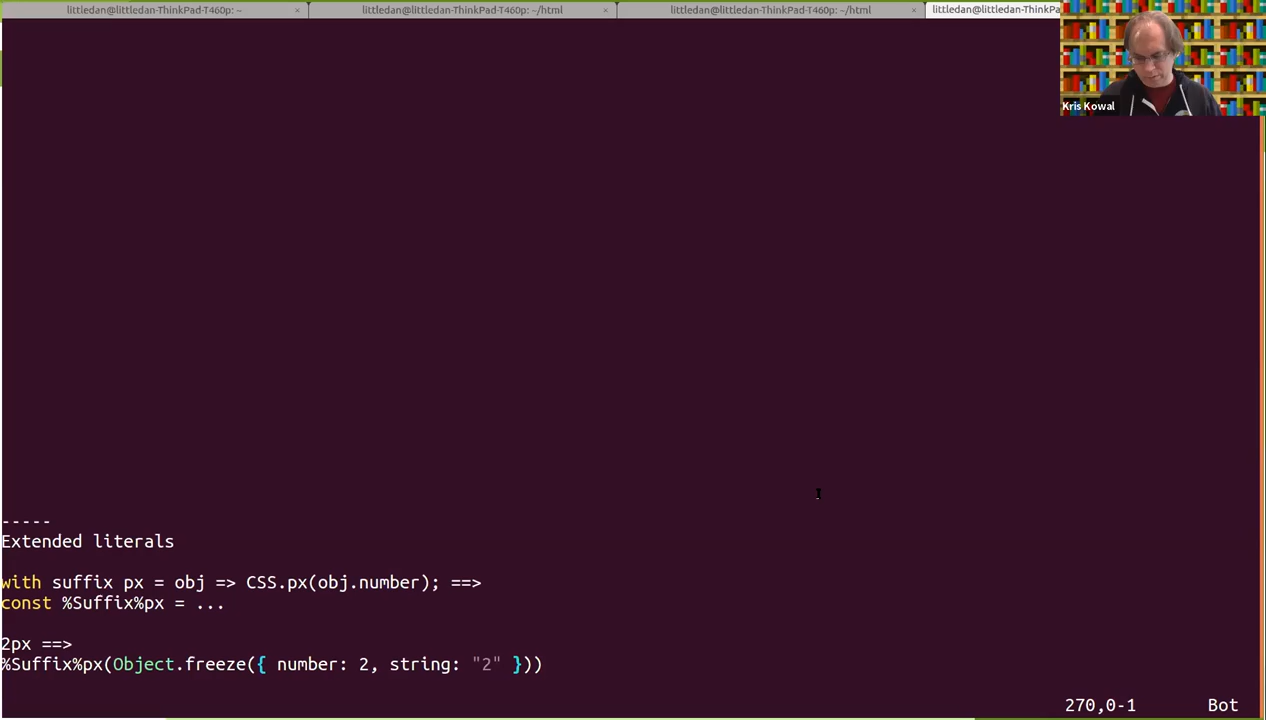 littledan@littledan-ThinkPad-T460p: ~ × littledan@littledan-ThinkPad-T460p: ~/html × littledan@littledan-ThinkPad-T460p: ~/html × littledan@littledan-ThinkPa
Kris Kowal
-----
Extended literals
with suffix px = obj => CSS.px(obj.number); ==>
const %Suffix%px = ...
2px ==>
%Suffix%px(Object.freeze({ number: 2, string: "2" }))
270,0-1 Bot